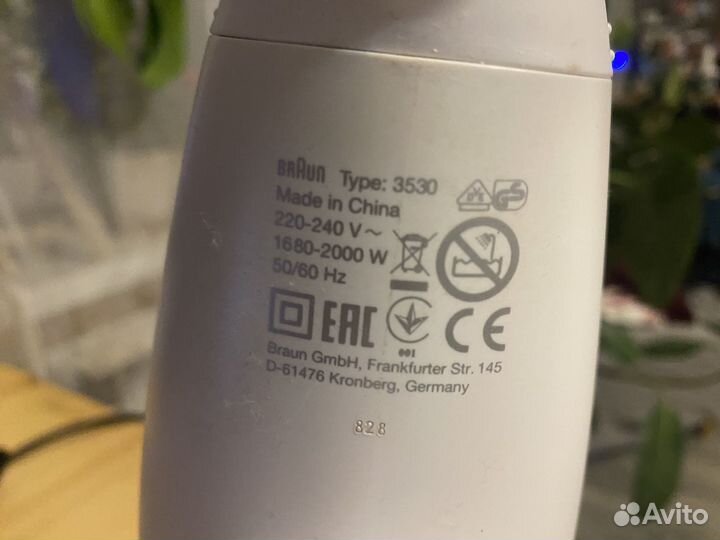 BRAUN Type: 3530
Made in China
220-240 V~
1680-2000 W
50/60 Hz
EAC
CE
001
Braun GmbH, Frankfurter Str. 145
D-61476 Kronberg, Germany
828
Avito